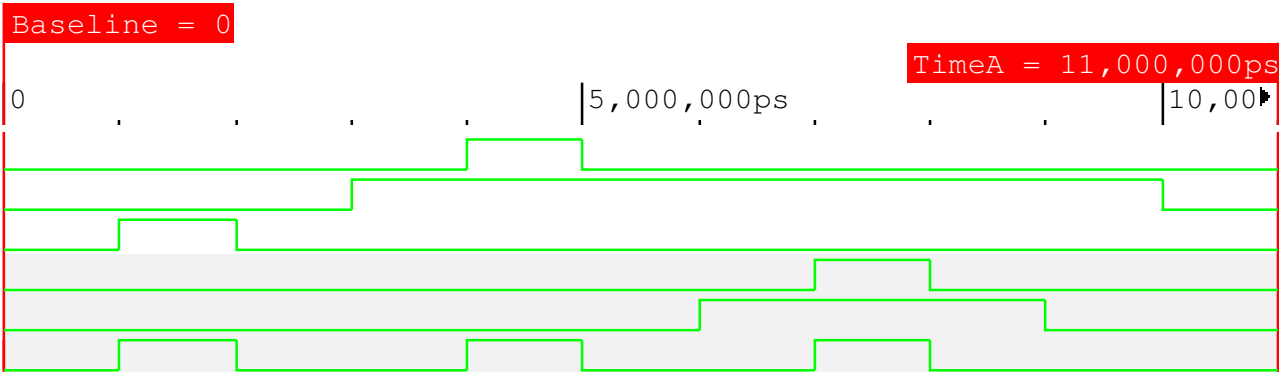 Baseline = 0
TimeA = 11,000,000ps
0 5,000,000ps 10,00